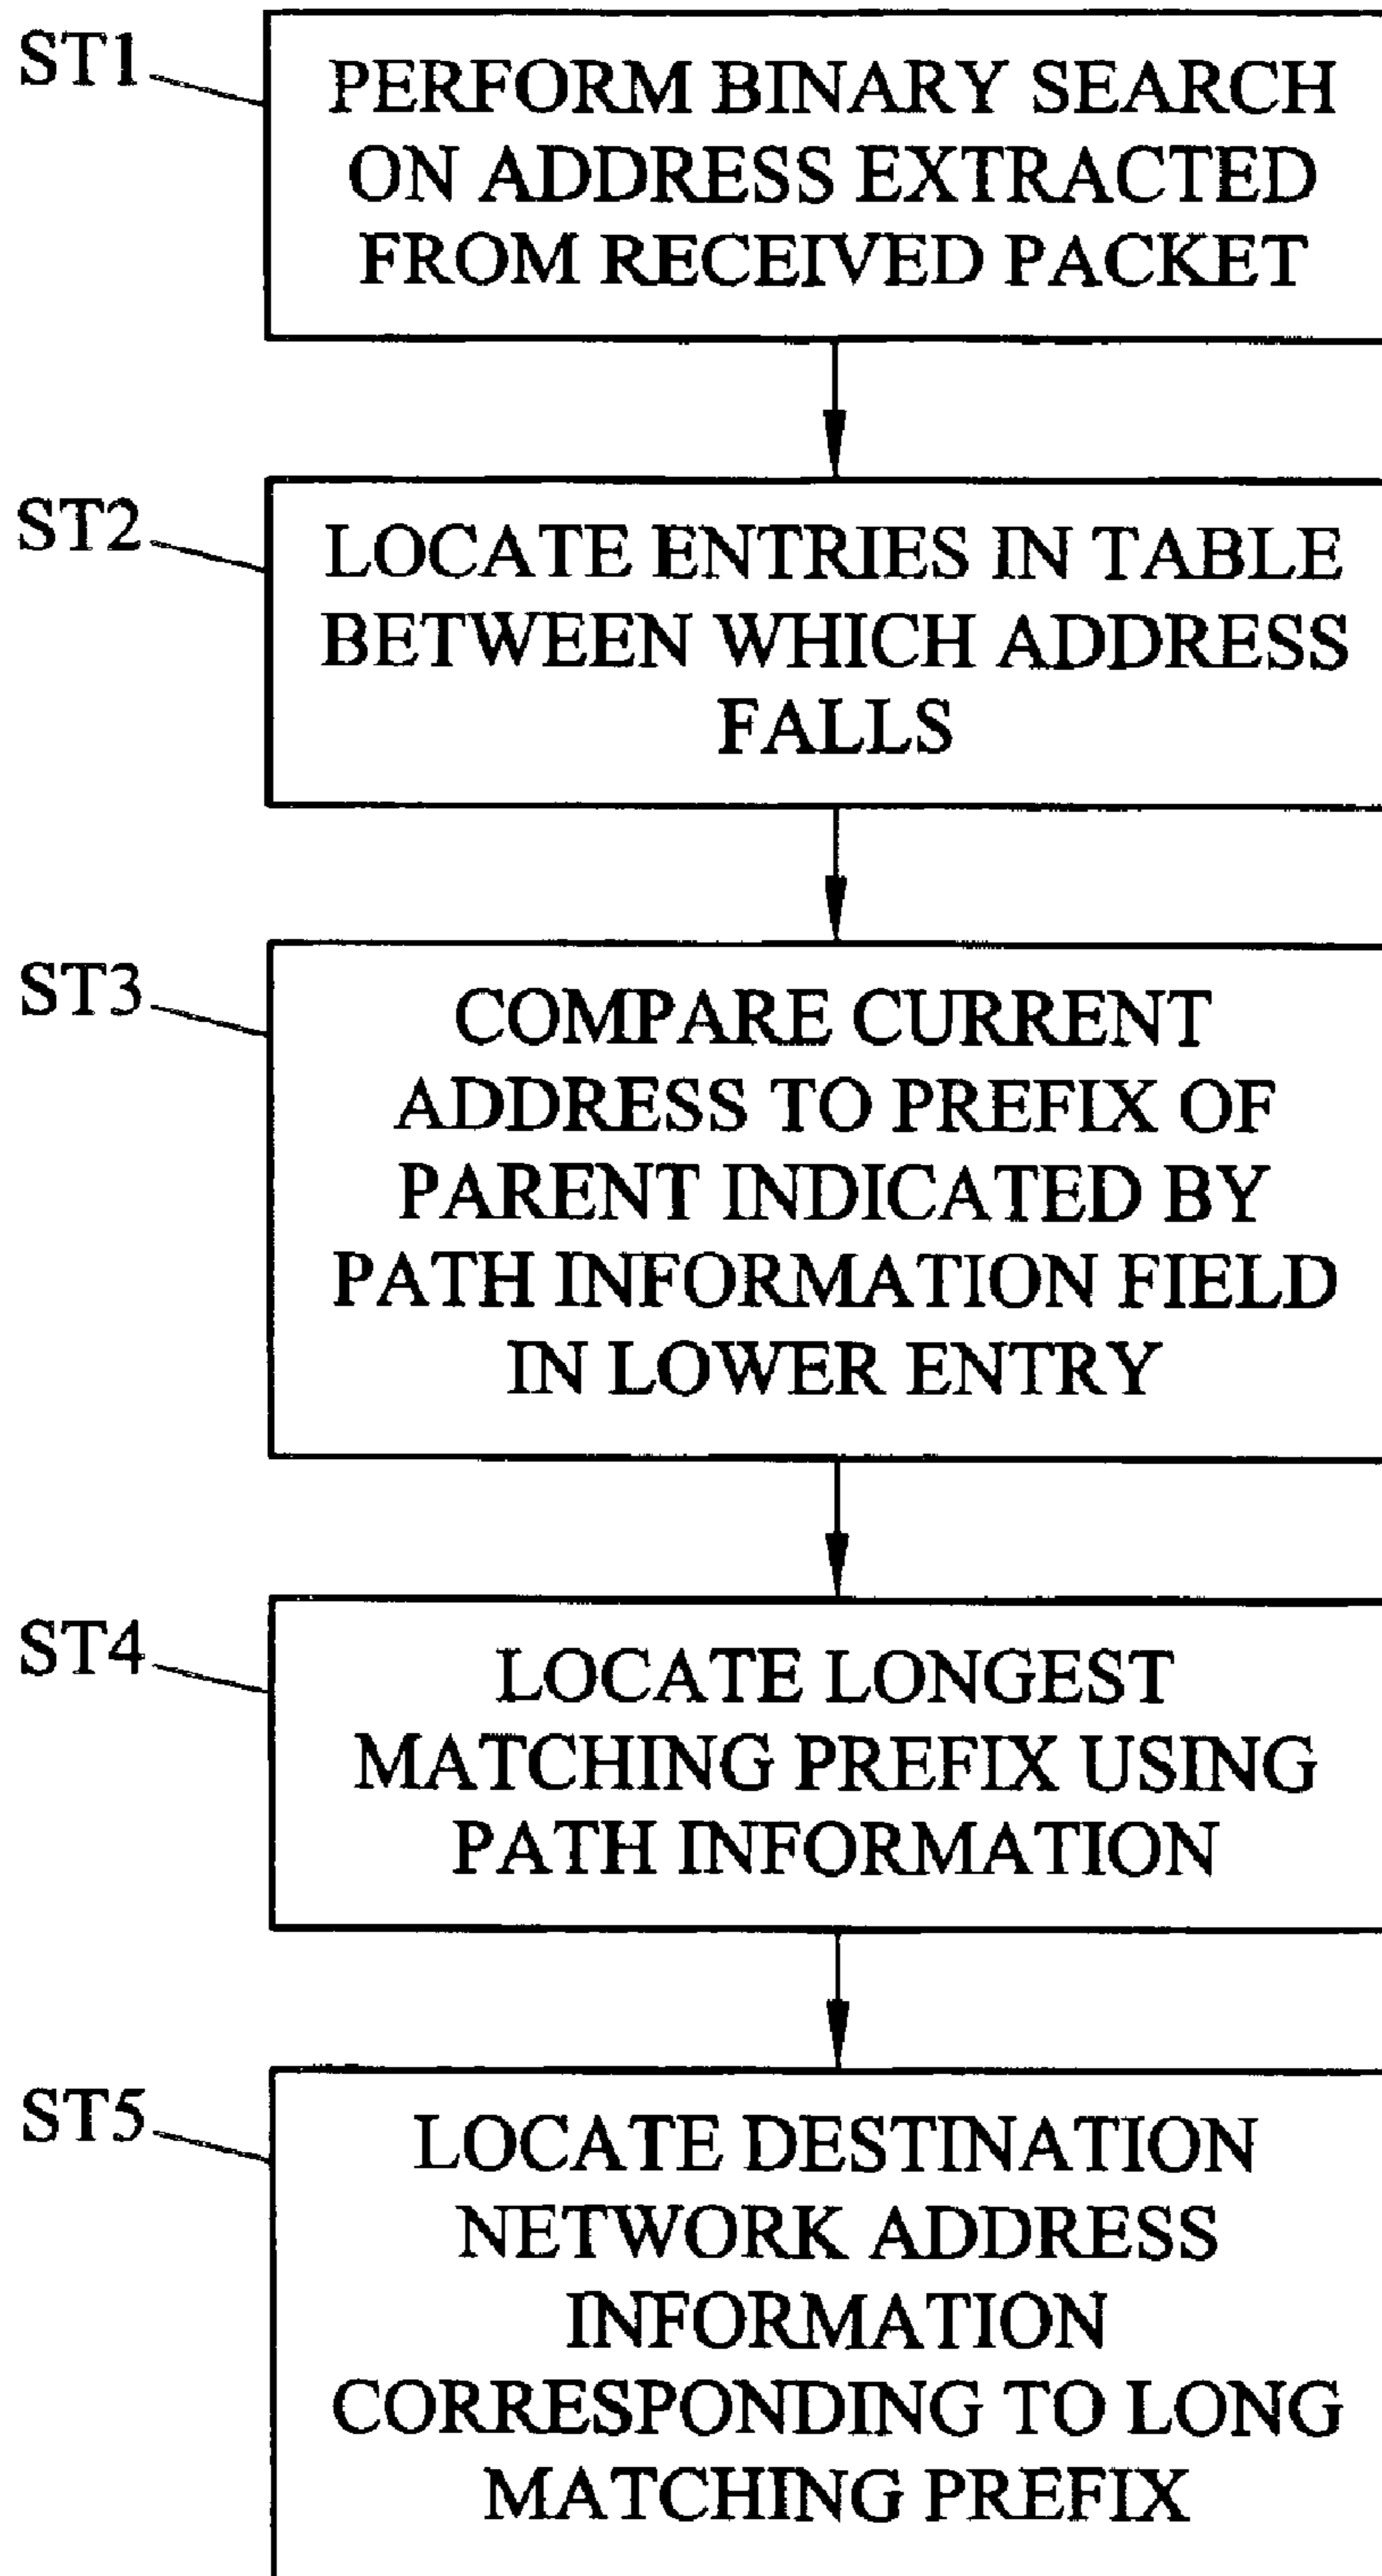 ST1
PERFORM BINARY SEARCH
ON ADDRESS EXTRACTED
FROM RECEIVED PACKET
ST2
LOCATE ENTRIES IN TABLE
BETWEEN WHICH ADDRESS
FALLS
ST3
COMPARE CURRENT
ADDRESS TO PREFIX OF
PARENT INDICATED BY
PATH INFORMATION FIELD
IN LOWER ENTRY
ST4
LOCATE LONGEST
MATCHING PREFIX USING
PATH INFORMATION
ST5
LOCATE DESTINATION
NETWORK ADDRESS
INFORMATION
CORRESPONDING TO LONG
MATCHING PREFIX